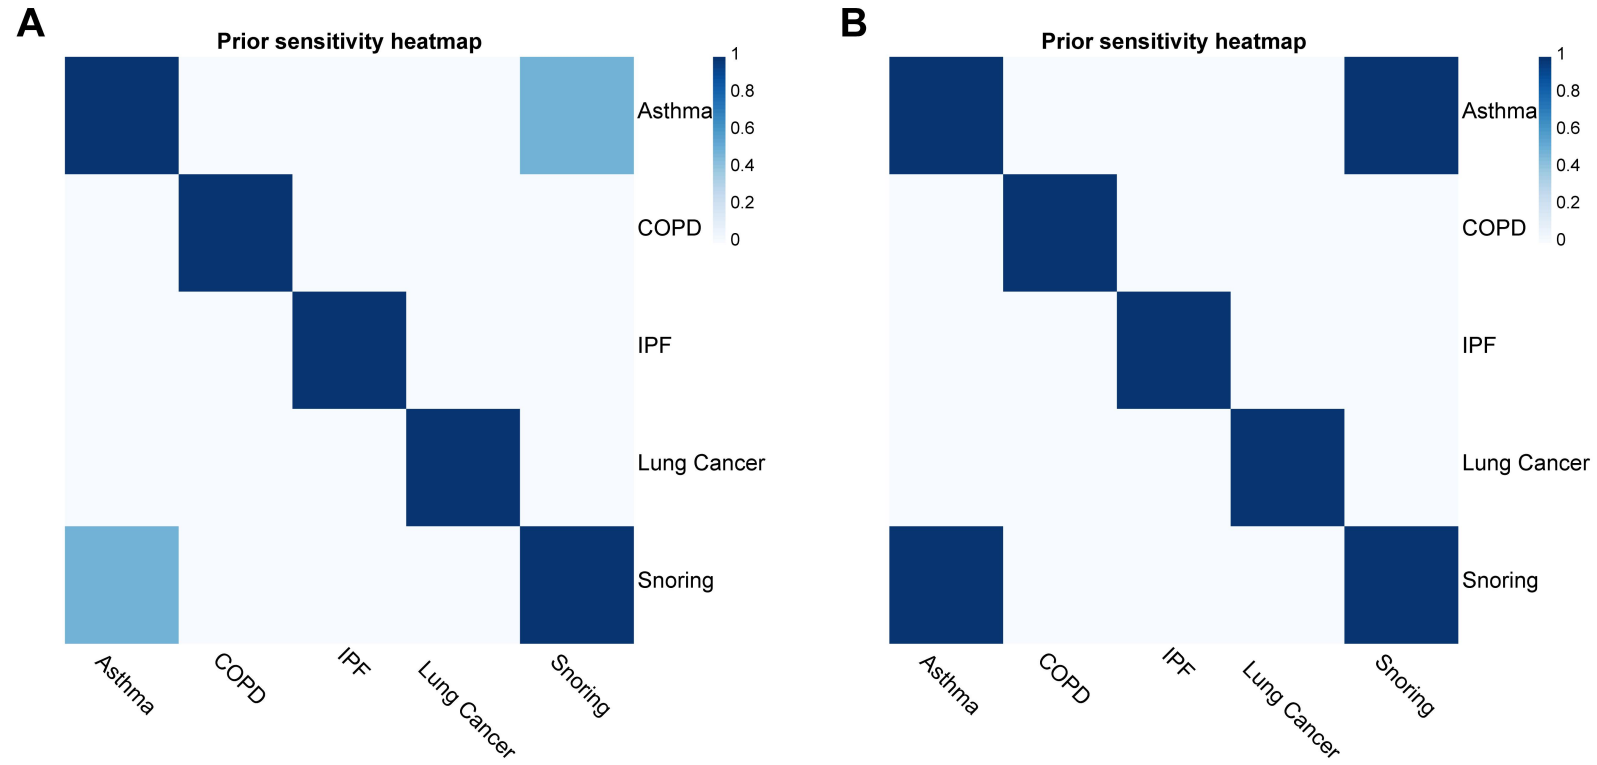 A
Prior sensitivity heatmap
1
0.8
0.6
0.4
0.2
0
Asthma
COPD
IPF
Lung Cancer
Snoring
Asthma
COPD
IPF
Lung Cancer
Snoring
B
Prior sensitivity heatmap
1
0.8
0.6
0.4
0.2
0
Asthma
COPD
IPF
Lung Cancer
Snoring
Asthma
COPD
IPF
Lung Cancer
Snoring